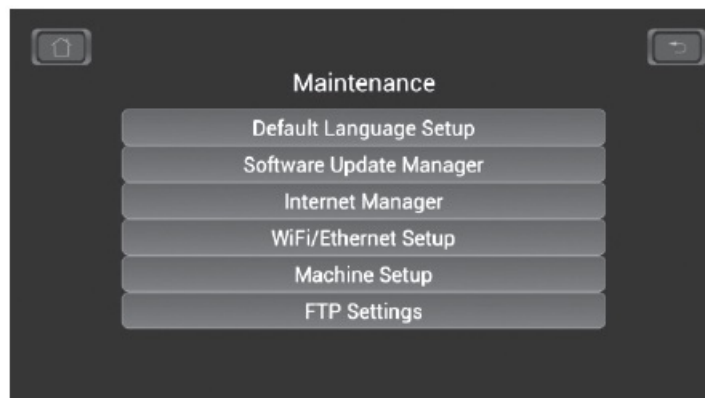 Maintenance
Default Language Setup
Software Update Manager
Internet Manager
WiFi/Ethernet Setup
Machine Setup
FTP Settings